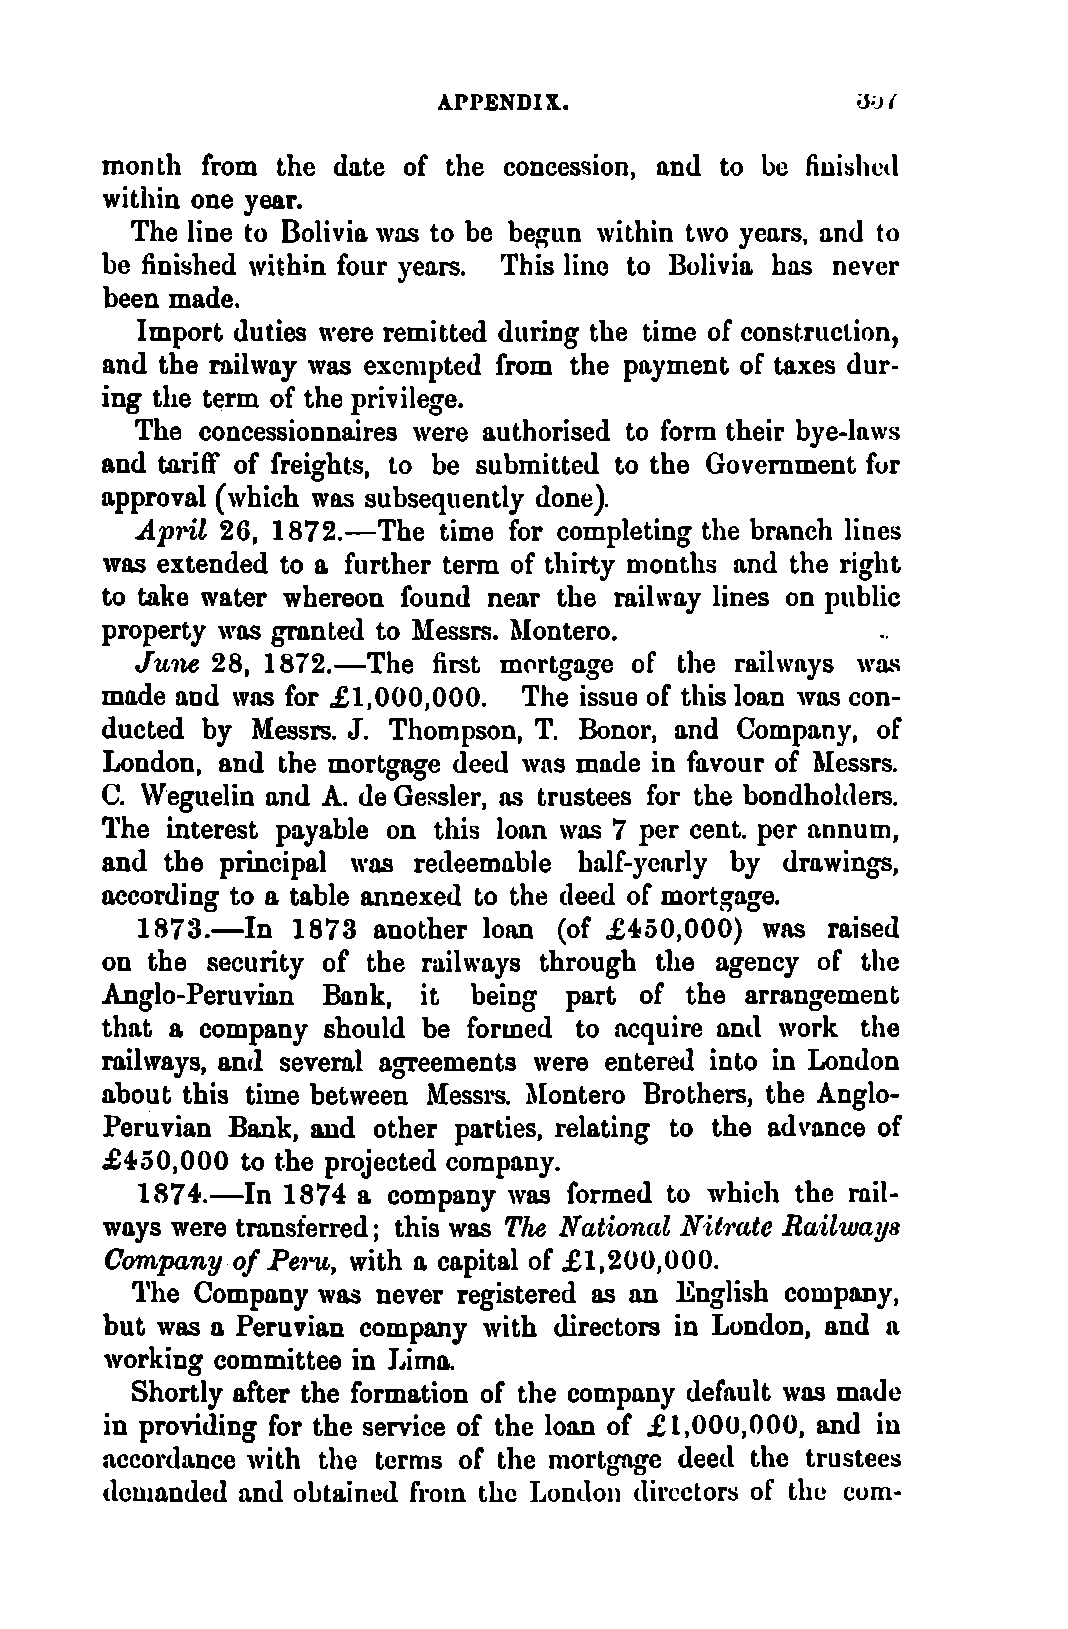 APPENDIX.
month from the date of the concession, and to be finished
within one year.
The line to Bolivia was to be begun within two years, and to
be finished within four years. This line to Bolivia has never
been made.
Import duties were remitted during the time of construction,
and the railway was exempted from the payment of taxes dur-
ing the term of the privilege.
The concessionnaires were authorised to form their bye-laws
and tariff of freights, to be submitted to the Government for
approval (which was subsequently done).
April 26, 1872.—The time for completing the branch lines
was extended to a further term of thirty months and the right
to take water whereon found near the railway lines on public
property was granted to Messrs. Montero.
June 28, 1872.—The first mortgage of the railways was
made and was for £1,000,000. The issue of this loan was con-
ducted by Messrs. J. Thompson, T. Bonor, and Company, of
London, and the mortgage deed was made in favour of Messrs.
C. Weguelin and A. de Gessler, as trustees for the bondholders.
The interest payable on this loan was 7 per cent. per annum,
and the principal was redeemable half-yearly by drawings,
according to a table annexed to the deed of mortgage.
1873.—In 1873 another loan (of £450,000) was raised
on the security of the railways through the agency of the
Anglo-Peruvian Bank, it being part of the arrangement
that a company should be formed to acquire and work the
railways, and several agreements were entered into in London
about this time between Messrs. Montero Brothers, the Anglo-
Peruvian Bank, and other parties, relating to the advance of
£450,000 to the projected company.
1874.—In 1874 a company was formed to which the rail-
ways were transferred; this was The National Nitrate Railways
Company of Peru, with a capital of £1,200,000.
The Company was never registered as an English company,
but was a Peruvian company with directors in London, and a
working committee in Lima.
Shortly after the formation of the company default was made
in providing for the service of the loan of £1,000,000, and in
accordance with the terms of the mortgage deed the trustees
demanded and obtained from the London directors of the com-